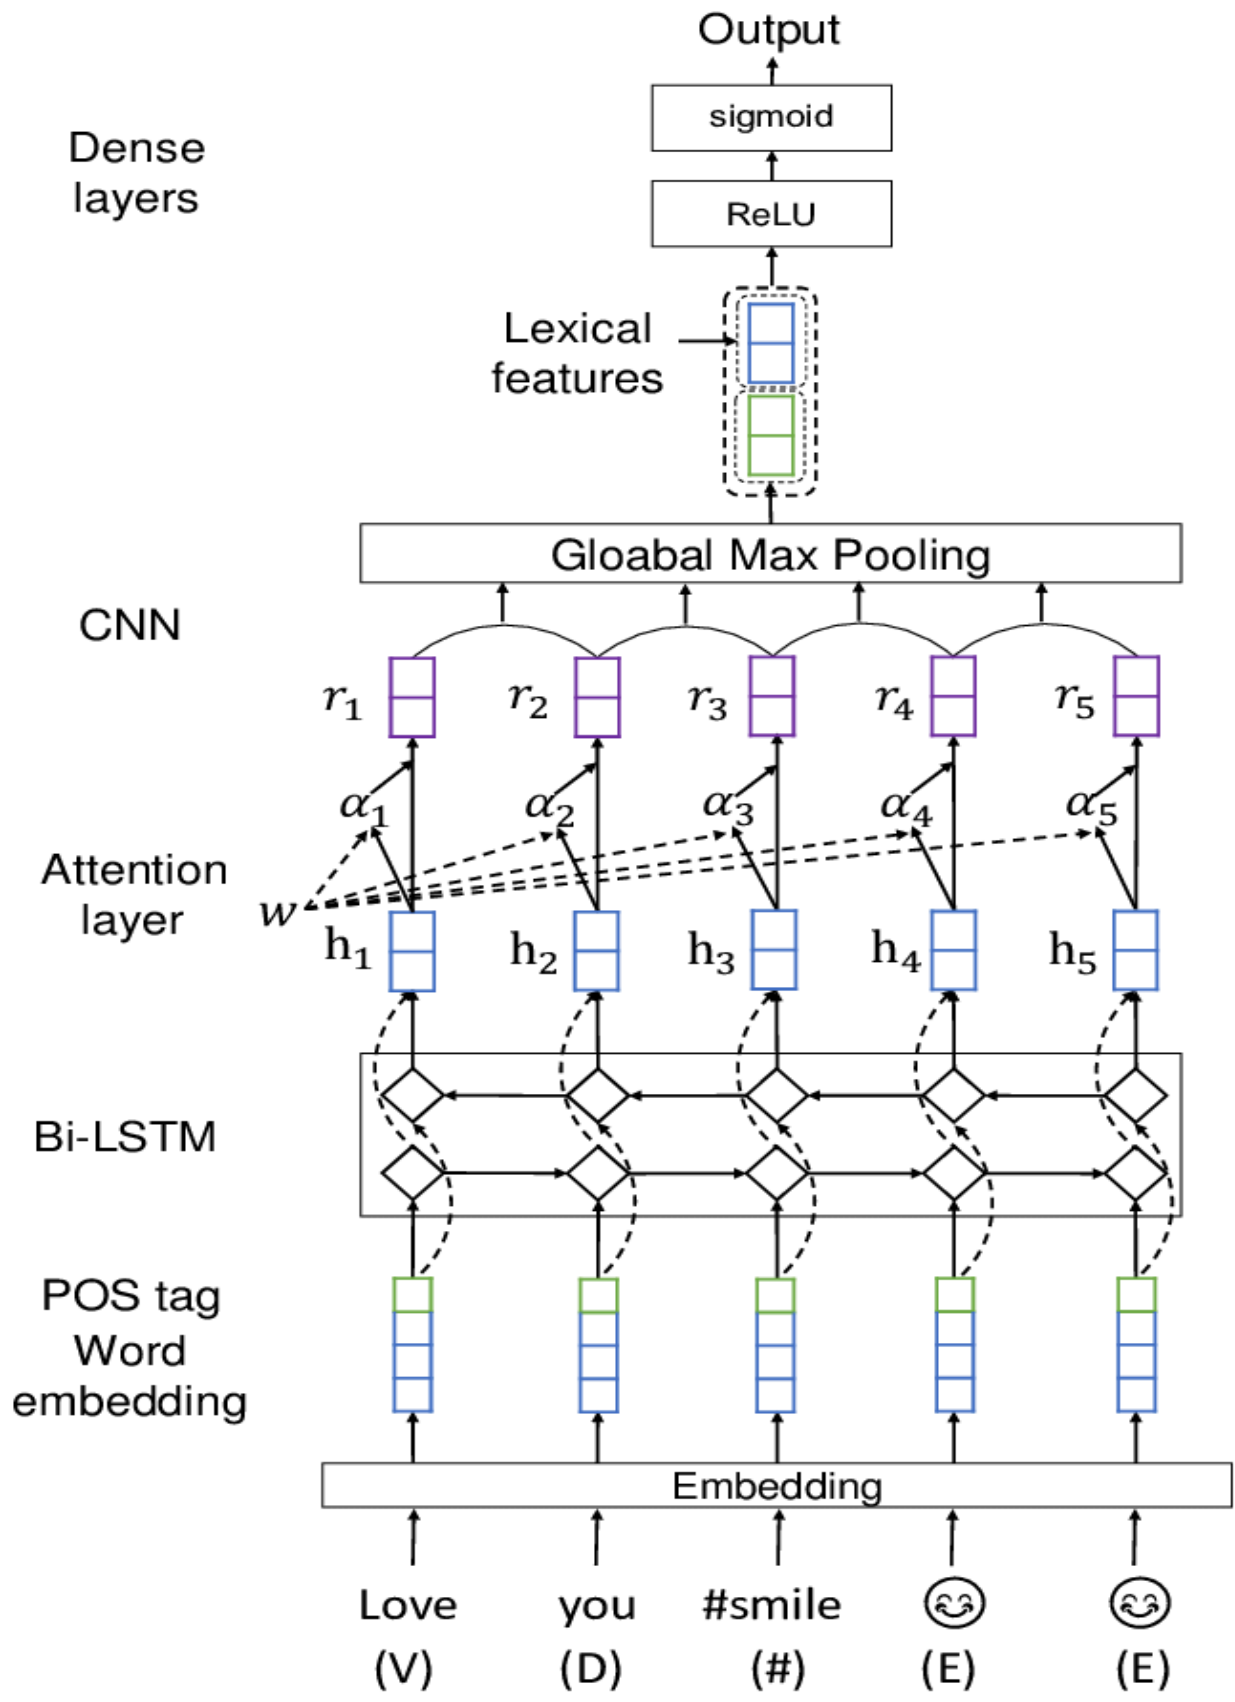 Output
sigmoid
Dense
layers
ReLU
Lexical
features
Gloabal Max Pooling
CNN
r₁ r₂ r₃ r₄ r₅
α₁ α₂ α₃ α₄ α₅
Attention
layer
w
h₁ h₂ h₃ h₄ h₅
Bi-LSTM
POS tag
Word
embedding
Embedding
Love you #smile
(V) (D) (#) (E) (E)